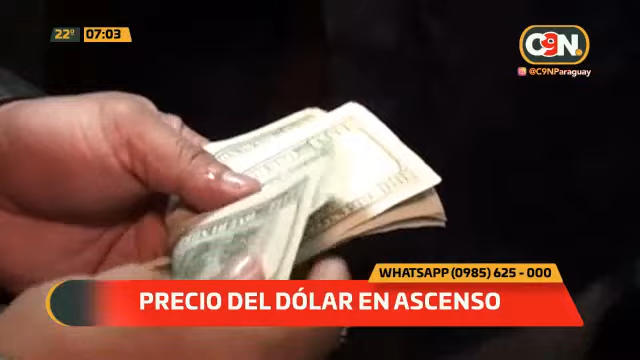 22º 07:03
C9N
@C9NParaguay
WHATSAPP (0985) 625 - 000
PRECIO DEL DÓLAR EN ASCENSO